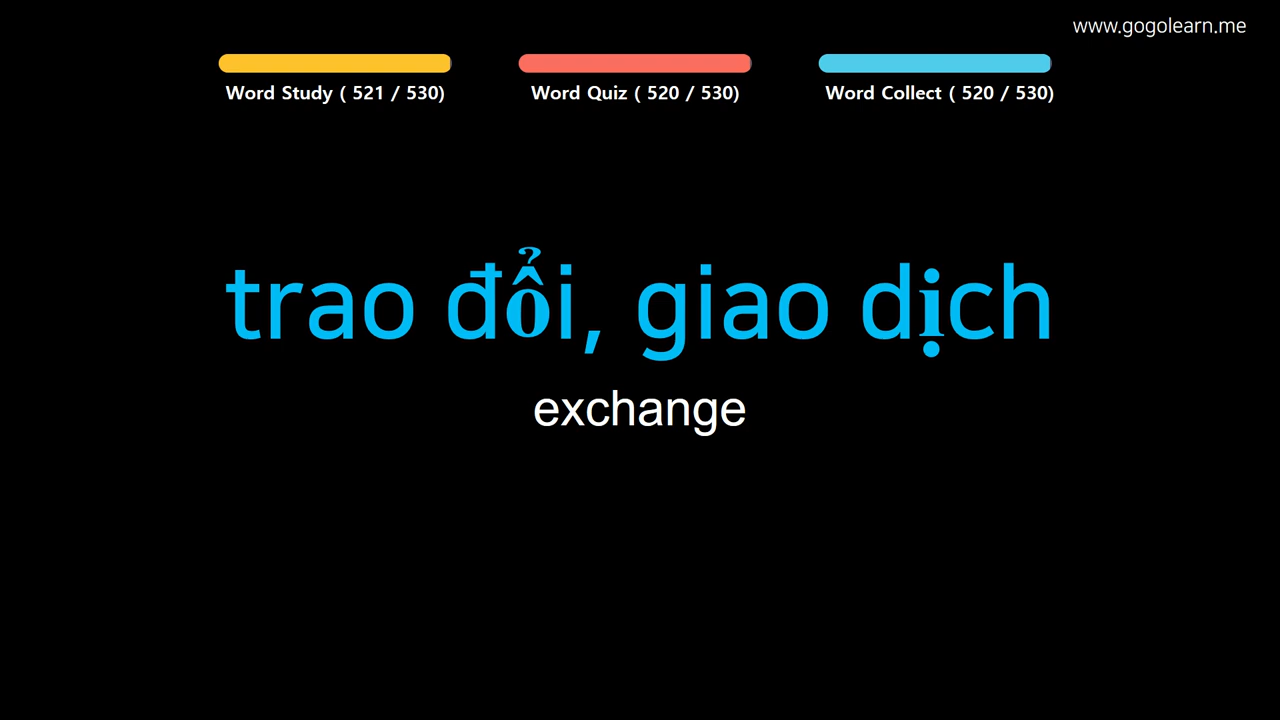 www.gogolearn.me
Word Study ( 521 / 530)
Word Quiz ( 520 / 530)
Word Collect ( 520 / 530)
trao đổi, giao dịch
exchange